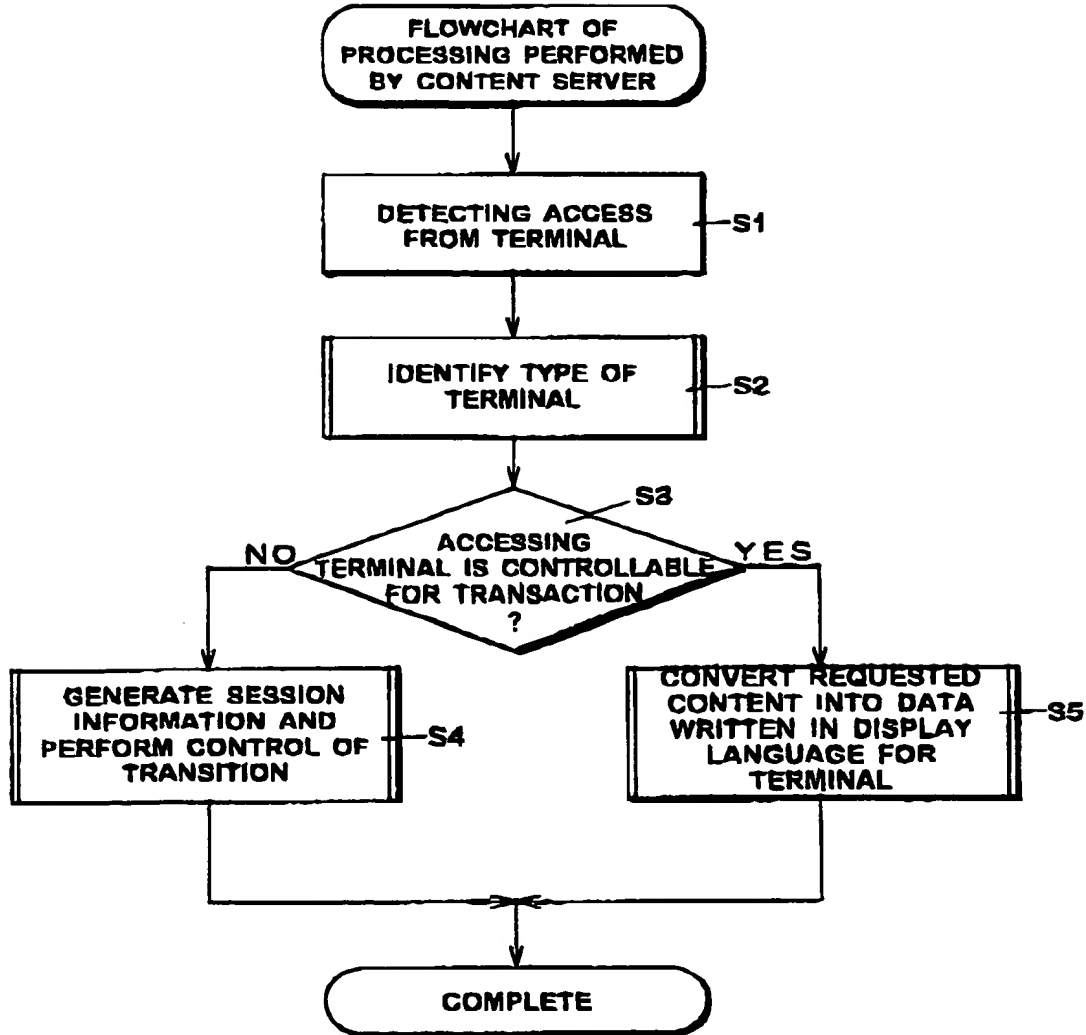 FLOWCHART OF
PROCESSING PERFORMED
BY CONTENT SERVER
DETECTING ACCESS
FROM TERMINAL
S1
IDENTIFY TYPE OF
TERMINAL
S2
S3
ACCESSING
TERMINAL IS CONTROLLABLE
FOR TRANSACTION
?
NO
YES
GENERATE SESSION
INFORMATION AND
PERFORM CONTROL OF
TRANSITION
S4
CONVERT REQUESTED
CONTENT INTO DATA
WRITTEN IN DISPLAY
LANGUAGE FOR
TERMINAL
S5
COMPLETE